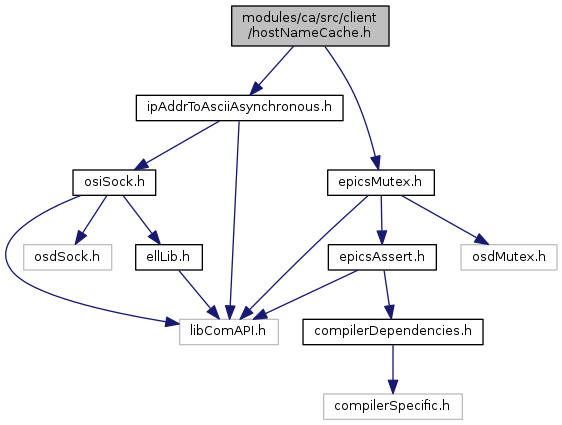 modules/ca/src/client
/hostNameCache.h
ipAddrToAsciiAsynchronous.h
osiSock.h
epicsMutex.h
osdSock.h
ellLib.h
epicsAssert.h
osdMutex.h
libComAPI.h
compilerDependencies.h
compilerSpecific.h